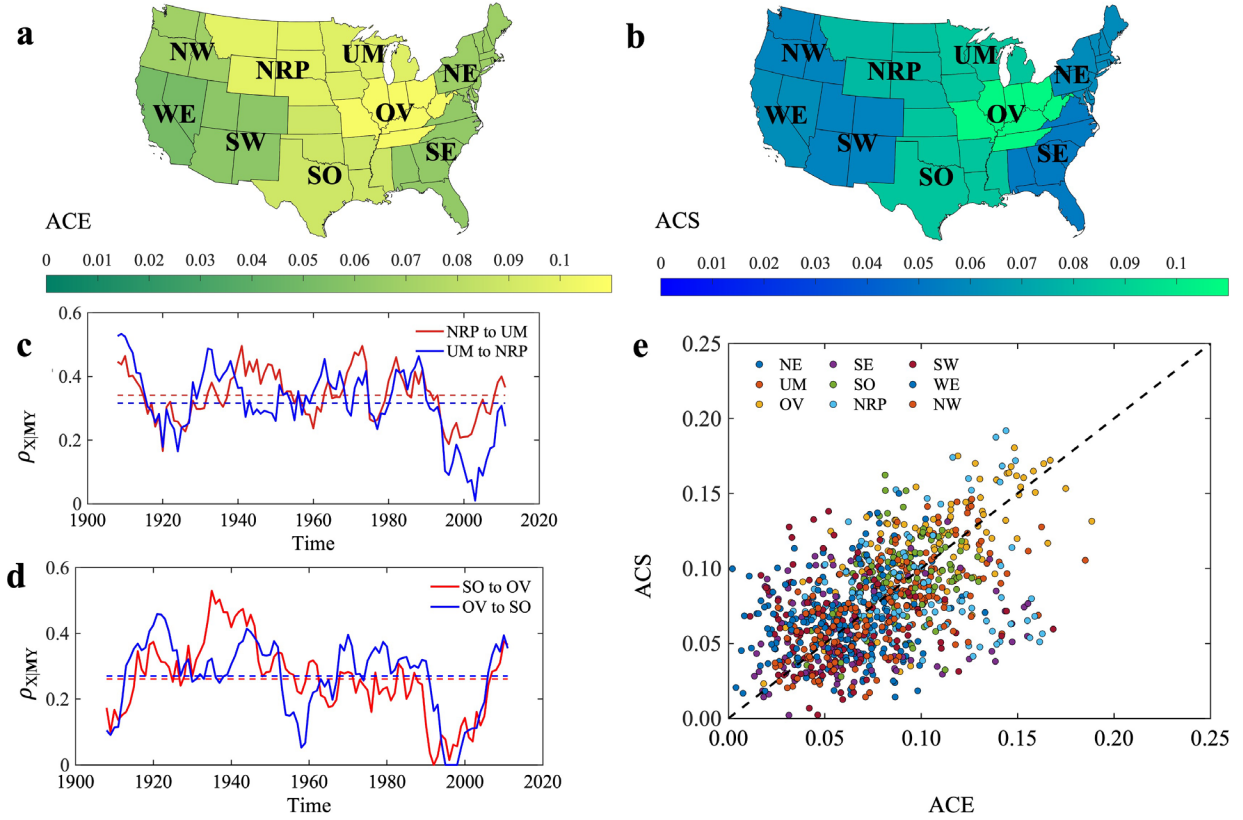 a
NW
UM
NRP
NE
WE
OV
SW
SE
SO
ACE
0 0.01 0.02 0.03 0.04 0.05 0.06 0.07 0.08 0.09 0.1
b
NW
UM
NRP
NE
WE
OV
SW
SE
SO
ACS
0 0.01 0.02 0.03 0.04 0.05 0.06 0.07 0.08 0.09 0.1
c
0.6
0.4
0.2
0
ρX|MY
NRP to UM
UM to NRP
1900 1920 1940 1960 1980 2000 2020
Time
d
0.6
0.4
0.2
0
ρX|MY
SO to OV
OV to SO
1900 1920 1940 1960 1980 2000 2020
Time
e
0.25
0.20
0.15
0.10
0.05
0.00
ACS
NE SE SW
UM SO WE
OV NRP NW
0.00 0.05 0.10 0.15 0.20 0.25
ACE